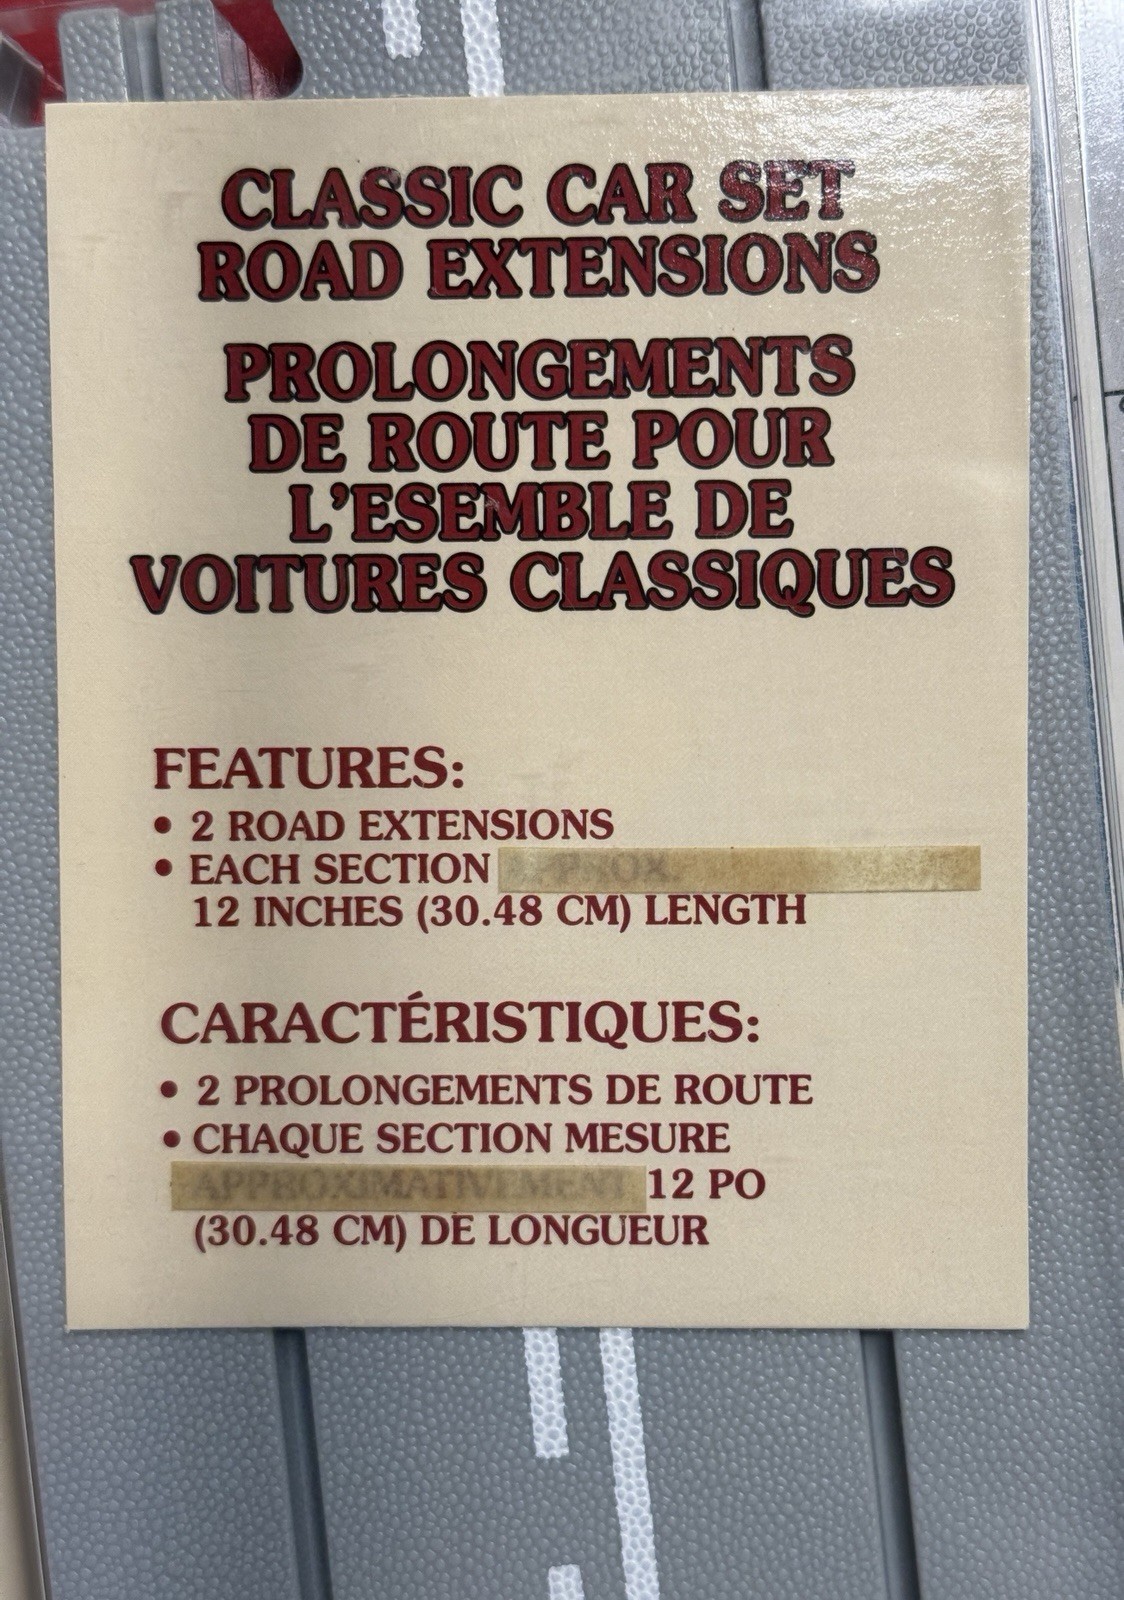 CLASSIC CAR SET
ROAD EXTENSIONS
PROLONGEMENTS
DE ROUTE POUR
L'ESEMBLE DE
VOITURES CLASSIQUES
FEATURES:
• 2 ROAD EXTENSIONS
• EACH SECTION APPROX.
12 INCHES (30.48 CM) LENGTH
CARACTÉRISTIQUES:
• 2 PROLONGEMENTS DE ROUTE
• CHAQUE SECTION MESURE
APPROXIMATIVEMENT 12 PO
(30.48 CM) DE LONGUEUR